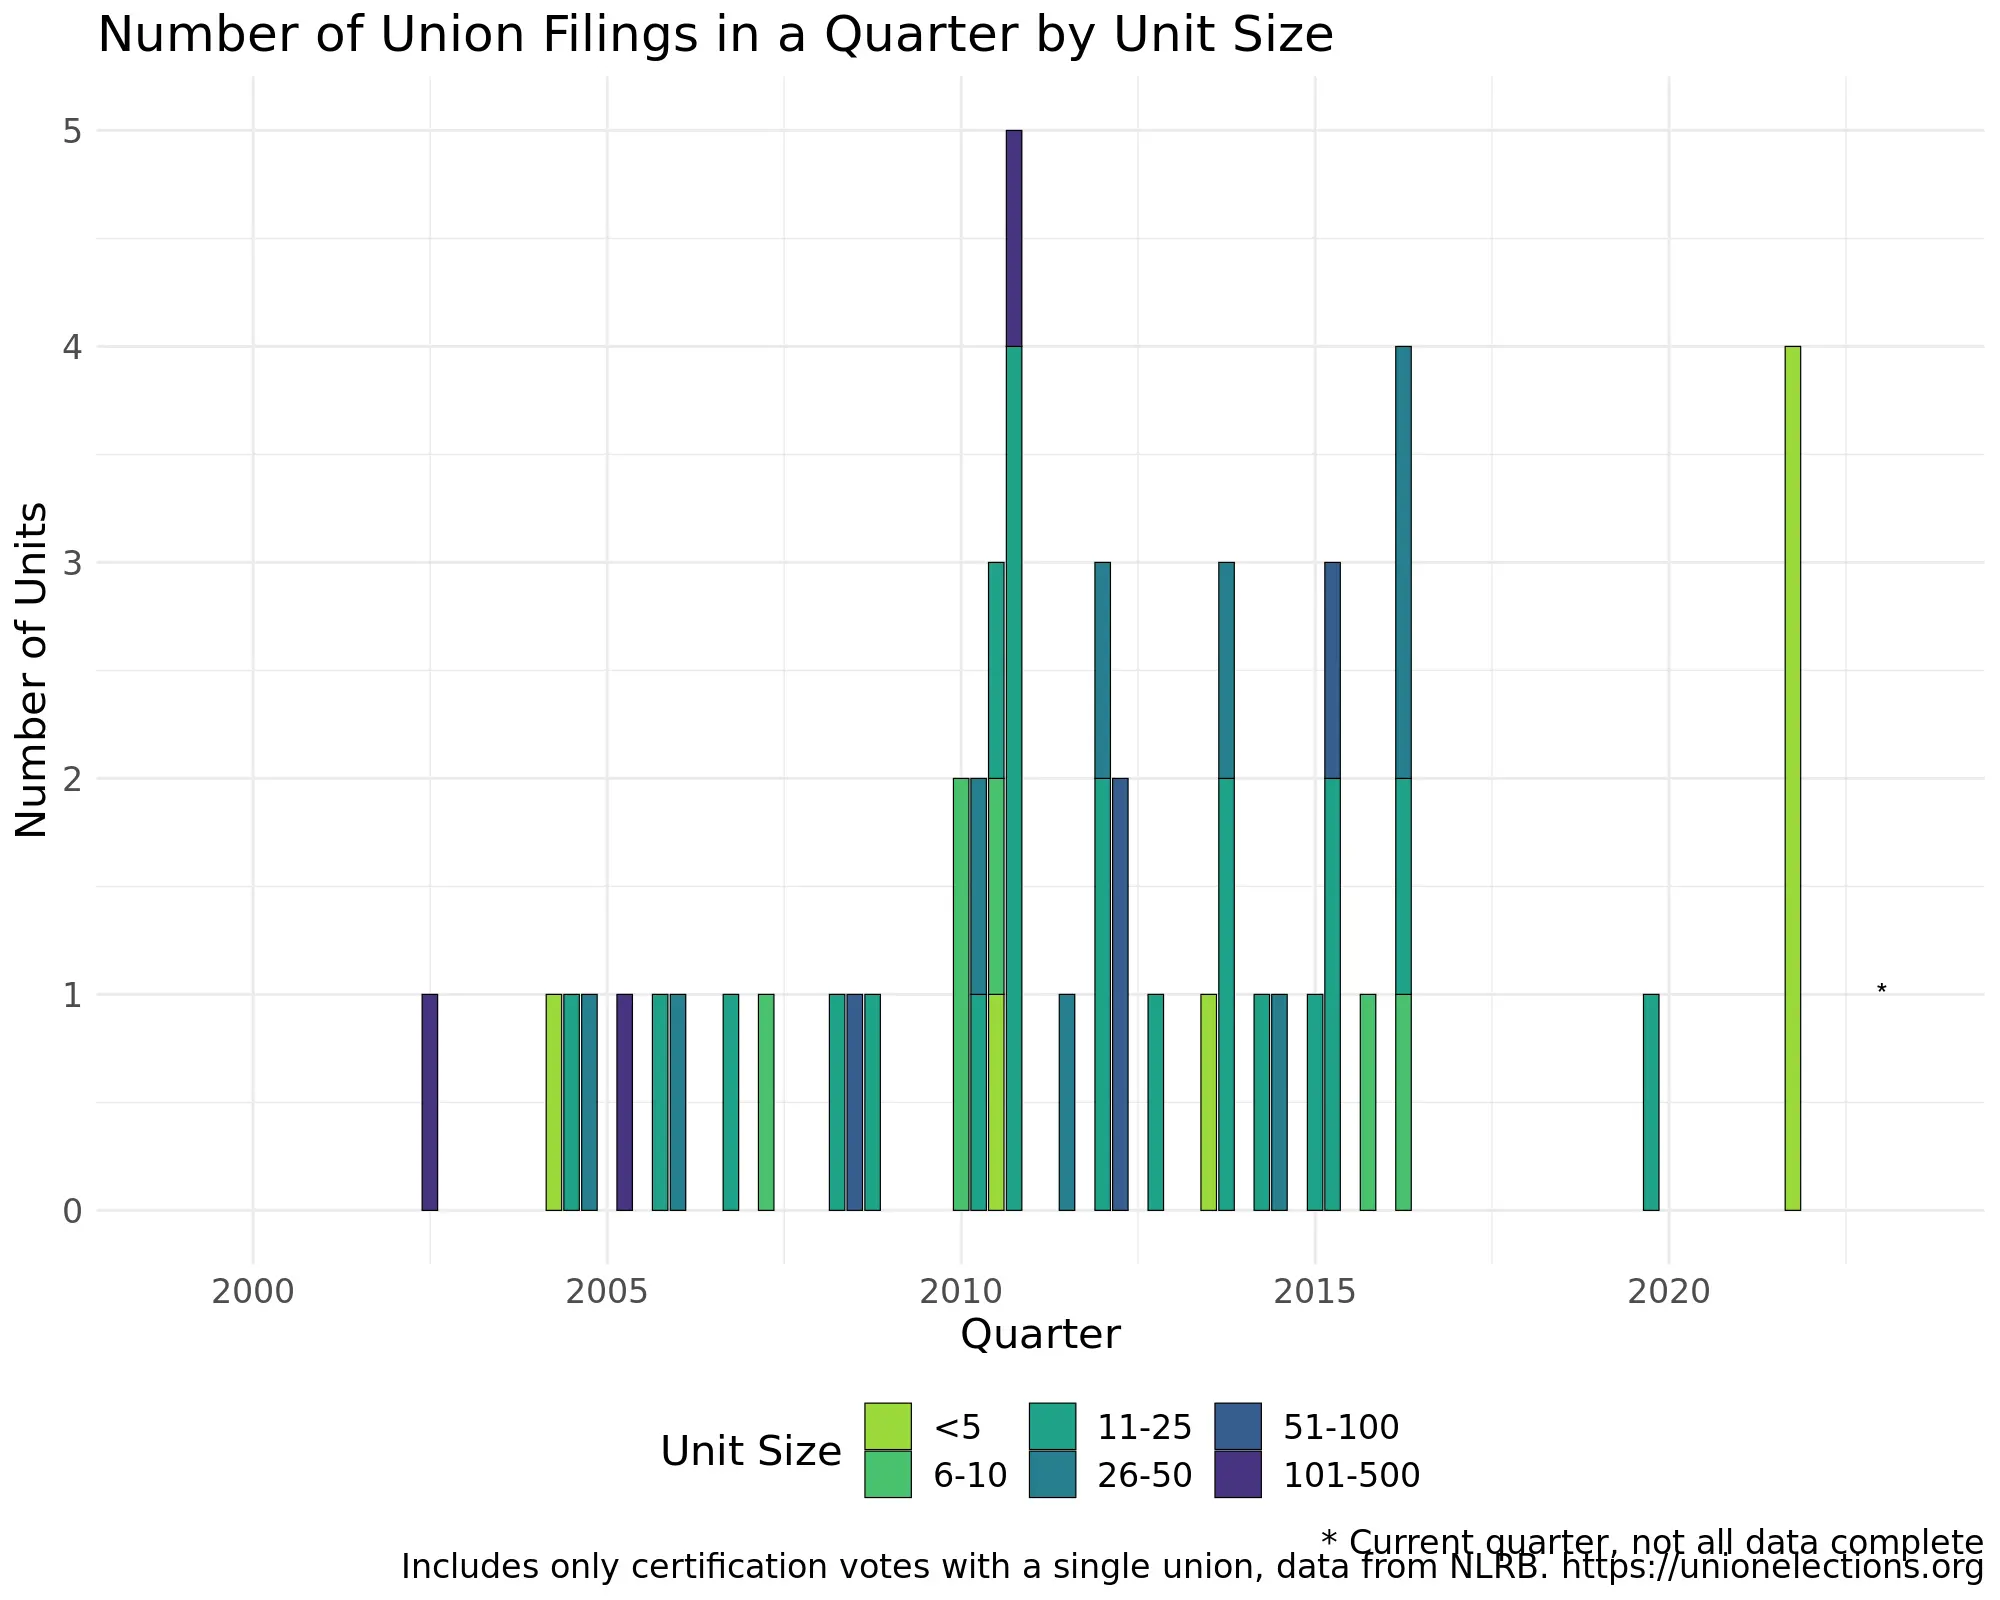 Number of Union Filings in a Quarter by Unit Size
Number of Units
5
4
3
2
1
0
*
2000 2005 2010 2015 2020
Quarter
Unit Size
<5 11-25 51-100
6-10 26-50 101-500
* Current quarter, not all data complete
Includes only certification votes with a single union, data from NLRB. https://unionelections.org